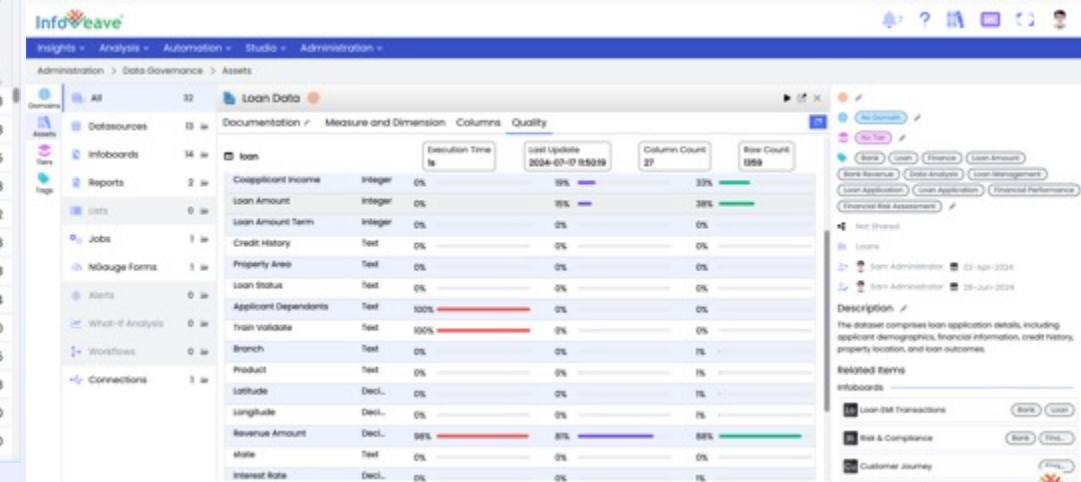 InfoVeave
Insights Analysis Automation Studio Administration
Administration > Data Governance > Assets
Domains
Assets
Tiers
Tags
All 32
Datasources 13
Infoboards 14
Reports 2
Lists 0
Jobs 1
NGauge Forms 1
Alerts 0
What-If Analysis 0
Workflows 0
Connections 1
Loan Data
Documentation Measure and Dimension Columns Quality
loan
Execution Time
1s
Last Update
2024-07-17 11:50:19
Column Count
27
Row Count
1359
Coapplicant Income Integer 0% 19% 33%
Loan Amount Integer 0% 15% 38%
Loan Amount Term Integer 0% 0% 0%
Credit History Text 0% 0% 0%
Property Area Text 0% 0% 0%
Loan Status Text 0% 0% 0%
Applicant Dependants Text 100% 0% 0%
Train Validate Text 100% 0% 0%
Branch Text 0% 0% 1%
Product Text 0% 0% 1%
Latitude Deci... 0% 0% 1%
Longitude Deci... 0% 0% 1%
Revenue Amount Deci... 98% 81% 88%
state Text 0% 0% 0%
Interest Rate Deci... 0% 0% 1%
No Domain
No Tier
Bank Loan Finance Loan Amount
Bank Revenue Data Analysis Loan Management
Loan Application Loan Application Financial Performance
Financial Risk Assessment
Not Shared
Loans
Sam Administrator 02-Apr-2024
Sam Administrator 28-Jun-2024
Description
The dataset comprises loan application details, including
applicant demographics, financial information, credit history,
property location, and loan outcomes.
Related Items
Infoboards
Lo Loan EMI Transactions Bank Loan
Ri Risk & Compliance Bank Fina...
Cu Customer Journey